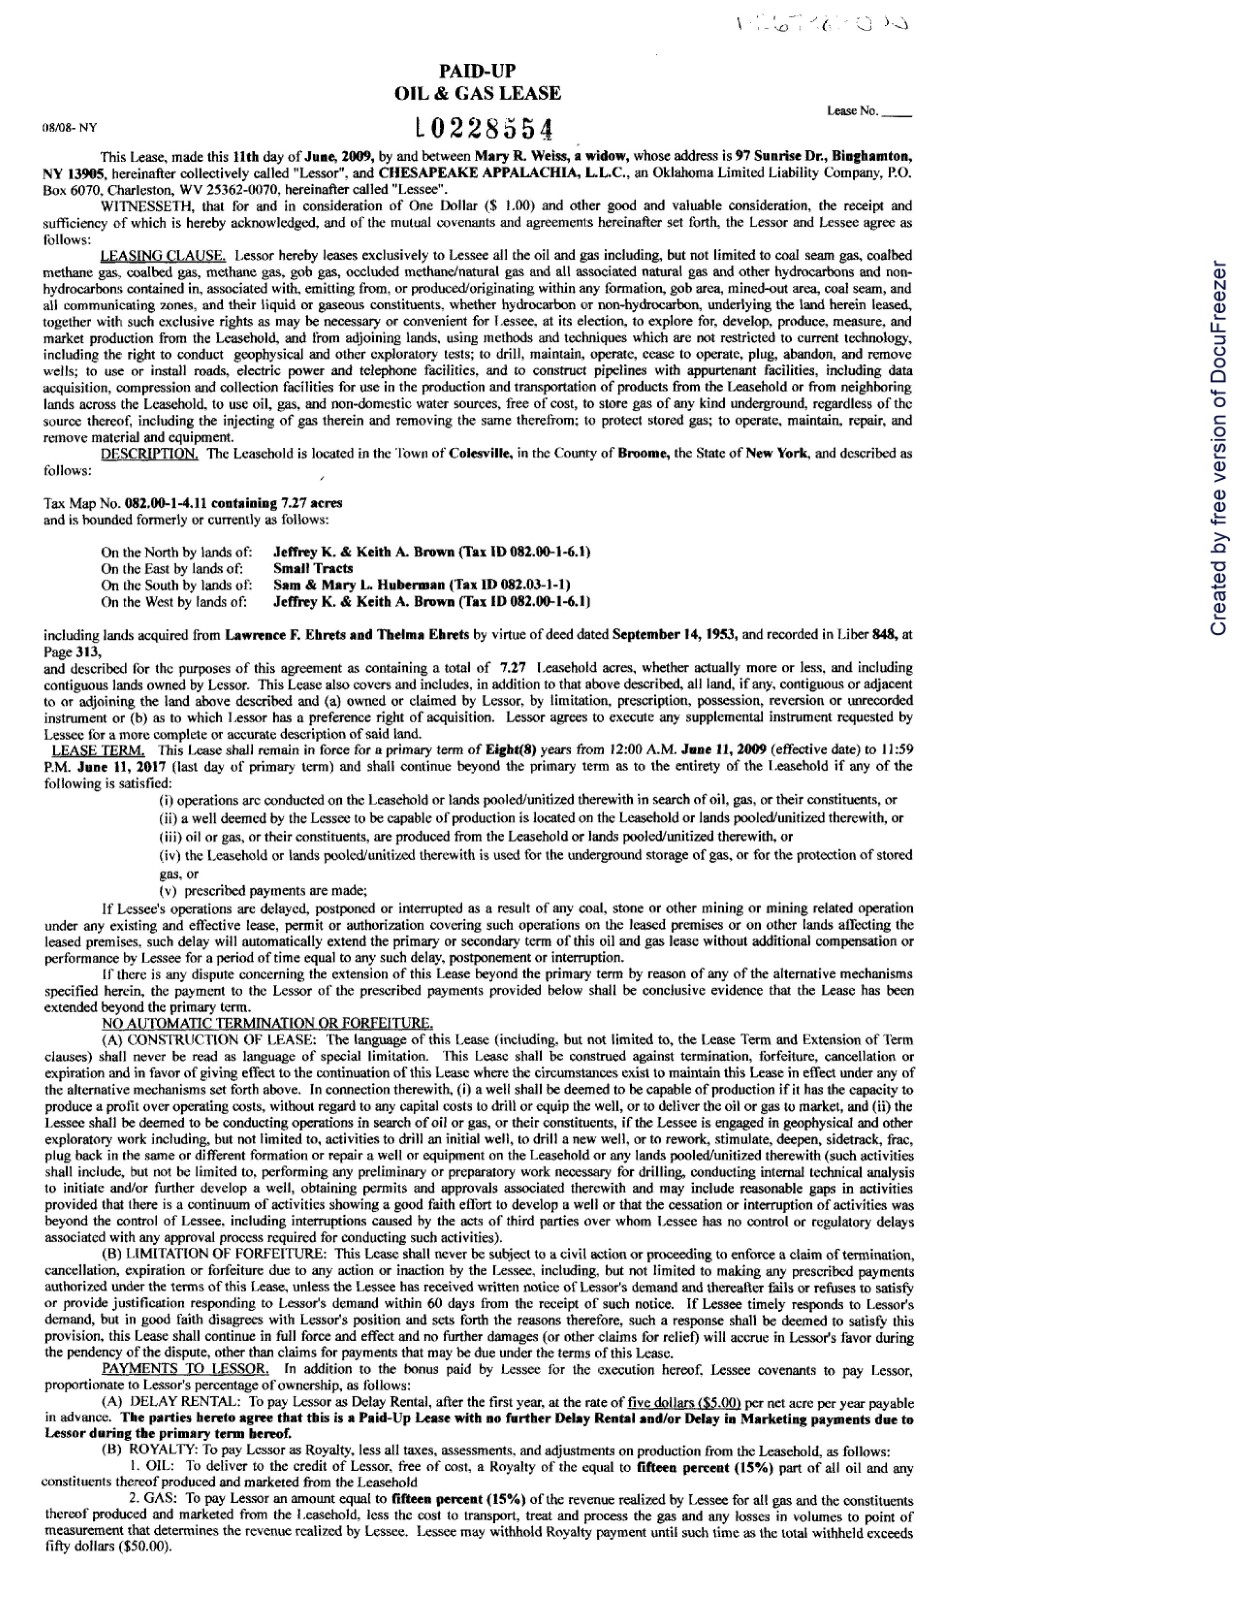 PAID-UP
OIL & GAS LEASE
Lease No. ____
08/08- NY
L0228554
This Lease, made this 11th day of June, 2009, by and between Mary R. Weiss, a widow, whose address is 97 Sunrise Dr., Binghamton,
NY 13905, hereinafter collectively called "Lessor", and CHESAPEAKE APPALACHIA, L.L.C., an Oklahoma Limited Liability Company, P.O.
Box 6070, Charleston, WV 25362-0070, hereinafter called "Lessee".
WITNESSETH, that for and in consideration of One Dollar ($ 1.00) and other good and valuable consideration, the receipt and
sufficiency of which is hereby acknowledged, and of the mutual covenants and agreements hereinafter set forth, the Lessor and Lessee agree as
follows:
LEASING CLAUSE. Lessor hereby leases exclusively to Lessee all the oil and gas including, but not limited to coal seam gas, coalbed
methane gas, coalbed gas, methane gas, gob gas, occluded methane/natural gas and all associated natural gas and other hydrocarbons and non-
hydrocarbons contained in, associated with, emitting from, or produced/originating within any formation, gob area, mined-out area, coal seam, and
all communicating zones, and their liquid or gaseous constituents, whether hydrocarbon or non-hydrocarbon, underlying the land herein leased,
together with such exclusive rights as may be necessary or convenient for Lessee, at its election, to explore for, develop, produce, measure, and
market production from the Leasehold, and from adjoining lands, using methods and techniques which are not restricted to current technology,
including the right to conduct geophysical and other exploratory tests; to drill, maintain, operate, cease to operate, plug, abandon, and remove
wells; to use or install roads, electric power and telephone facilities, and to construct pipelines with appurtenant facilities, including data
acquisition, compression and collection facilities for use in the production and transportation of products from the Leasehold or from neighboring
lands across the Leasehold, to use oil, gas, and non-domestic water sources, free of cost, to store gas of any kind underground, regardless of the
source thereof, including the injecting of gas therein and removing the same therefrom; to protect stored gas; to operate, maintain, repair, and
remove material and equipment.
DESCRIPTION. The Leasehold is located in the Town of Colesville, in the County of Broome, the State of New York, and described as
follows:
Tax Map No. 082.00-1-4.11 containing 7.27 acres
and is bounded formerly or currently as follows:
On the North by lands of: Jeffrey K. & Keith A. Brown (Tax ID 082.00-1-6.1)
On the East by lands of: Small Tracts
On the South by lands of: Sam & Mary L. Huberman (Tax ID 082.03-1-1)
On the West by lands of: Jeffrey K. & Keith A. Brown (Tax ID 082.00-1-6.1)
including lands acquired from Lawrence F. Ehrets and Thelma Ehrets by virtue of deed dated September 14, 1953, and recorded in Liber 848, at
Page 313,
and described for the purposes of this agreement as containing a total of 7.27 Leasehold acres, whether actually more or less, and including
contiguous lands owned by Lessor. This Lease also covers and includes, in addition to that above described, all land, if any, contiguous or adjacent
to or adjoining the land above described and (a) owned or claimed by Lessor, by limitation, prescription, possession, reversion or unrecorded
instrument or (b) as to which Lessor has a preference right of acquisition. Lessor agrees to execute any supplemental instrument requested by
Lessee for a more complete or accurate description of said land.
LEASE TERM. This Lease shall remain in force for a primary term of Eight(8) years from 12:00 A.M. June 11, 2009 (effective date) to 11:59
P.M. June 11, 2017 (last day of primary term) and shall continue beyond the primary term as to the entirety of the Leasehold if any of the
following is satisfied:
(i) operations are conducted on the Leasehold or lands pooled/unitized therewith in search of oil, gas, or their constituents, or
(ii) a well deemed by the Lessee to be capable of production is located on the Leasehold or lands pooled/unitized therewith, or
(iii) oil or gas, or their constituents, are produced from the Leasehold or lands pooled/unitized therewith, or
(iv) the Leasehold or lands pooled/unitized therewith is used for the underground storage of gas, or for the protection of stored
gas, or
(v) prescribed payments are made;
If Lessee's operations are delayed, postponed or interrupted as a result of any coal, stone or other mining or mining related operation
under any existing and effective lease, permit or authorization covering such operations on the leased premises or on other lands affecting the
leased premises, such delay will automatically extend the primary or secondary term of this oil and gas lease without additional compensation or
performance by Lessee for a period of time equal to any such delay, postponement or interruption.
If there is any dispute concerning the extension of this Lease beyond the primary term by reason of any of the alternative mechanisms
specified herein, the payment to the Lessor of the prescribed payments provided below shall be conclusive evidence that the Lease has been
extended beyond the primary term.
NO AUTOMATIC TERMINATION OR FORFEITURE.
(A) CONSTRUCTION OF LEASE: The language of this Lease (including, but not limited to, the Lease Term and Extension of Term
clauses) shall never be read as language of special limitation. This Lease shall be construed against termination, forfeiture, cancellation or
expiration and in favor of giving effect to the continuation of this Lease where the circumstances exist to maintain this Lease in effect under any of
the alternative mechanisms set forth above. In connection therewith, (i) a well shall be deemed to be capable of production if it has the capacity to
produce a profit over operating costs, without regard to any capital costs to drill or equip the well, or to deliver the oil or gas to market, and (ii) the
Lessee shall be deemed to be conducting operations in search of oil or gas, or their constituents, if the Lessee is engaged in geophysical and other
exploratory work including, but not limited to, activities to drill an initial well, to drill a new well, or to rework, stimulate, deepen, sidetrack, frac,
plug back in the same or different formation or repair a well or equipment on the Leasehold or any lands pooled/unitized therewith (such activities
shall include, but not be limited to, performing any preliminary or preparatory work necessary for drilling, conducting internal technical analysis
to initiate and/or further develop a well, obtaining permits and approvals associated therewith and may include reasonable gaps in activities
provided that there is a continuum of activities showing a good faith effort to develop a well or that the cessation or interruption of activities was
beyond the control of Lessee, including interruptions caused by the acts of third parties over whom Lessee has no control or regulatory delays
associated with any approval process required for conducting such activities).
(B) LIMITATION OF FORFEITURE: This Lease shall never be subject to a civil action or proceeding to enforce a claim of termination,
cancellation, expiration or forfeiture due to any action or inaction by the Lessee, including, but not limited to making any prescribed payments
authorized under the terms of this Lease, unless the Lessee has received written notice of Lessor's demand and thereafter fails or refuses to satisfy
or provide justification responding to Lessor's demand within 60 days from the receipt of such notice. If Lessee timely responds to Lessor's
demand, but in good faith disagrees with Lessor's position and sets forth the reasons therefore, such a response shall be deemed to satisfy this
provision, this Lease shall continue in full force and effect and no further damages (or other claims for relief) will accrue in Lessor's favor during
the pendency of the dispute, other than claims for payments that may be due under the terms of this Lease.
PAYMENTS TO LESSOR. In addition to the bonus paid by Lessee for the execution hereof, Lessee covenants to pay Lessor,
proportionate to Lessor's percentage of ownership, as follows:
(A) DELAY RENTAL: To pay Lessor as Delay Rental, after the first year, at the rate of five dollars ($5.00) per net acre per year payable
in advance. The parties hereto agree that this is a Paid-Up Lease with no further Delay Rental and/or Delay in Marketing payments due to
Lessor during the primary term hereof.
(B) ROYALTY: To pay Lessor as Royalty, less all taxes, assessments, and adjustments on production from the Leasehold, as follows:
1. OIL: To deliver to the credit of Lessor, free of cost, a Royalty of the equal to fifteen percent (15%) part of all oil and any
constituents thereof produced and marketed from the Leasehold
2. GAS: To pay Lessor an amount equal to fifteen percent (15%) of the revenue realized by Lessee for all gas and the constituents
thereof produced and marketed from the Leasehold, less the cost to transport, treat and process the gas and any losses in volumes to point of
measurement that determines the revenue realized by Lessee. Lessee may withhold Royalty payment until such time as the total withheld exceeds
fifty dollars ($50.00).
Created by free version of DocuFreezer